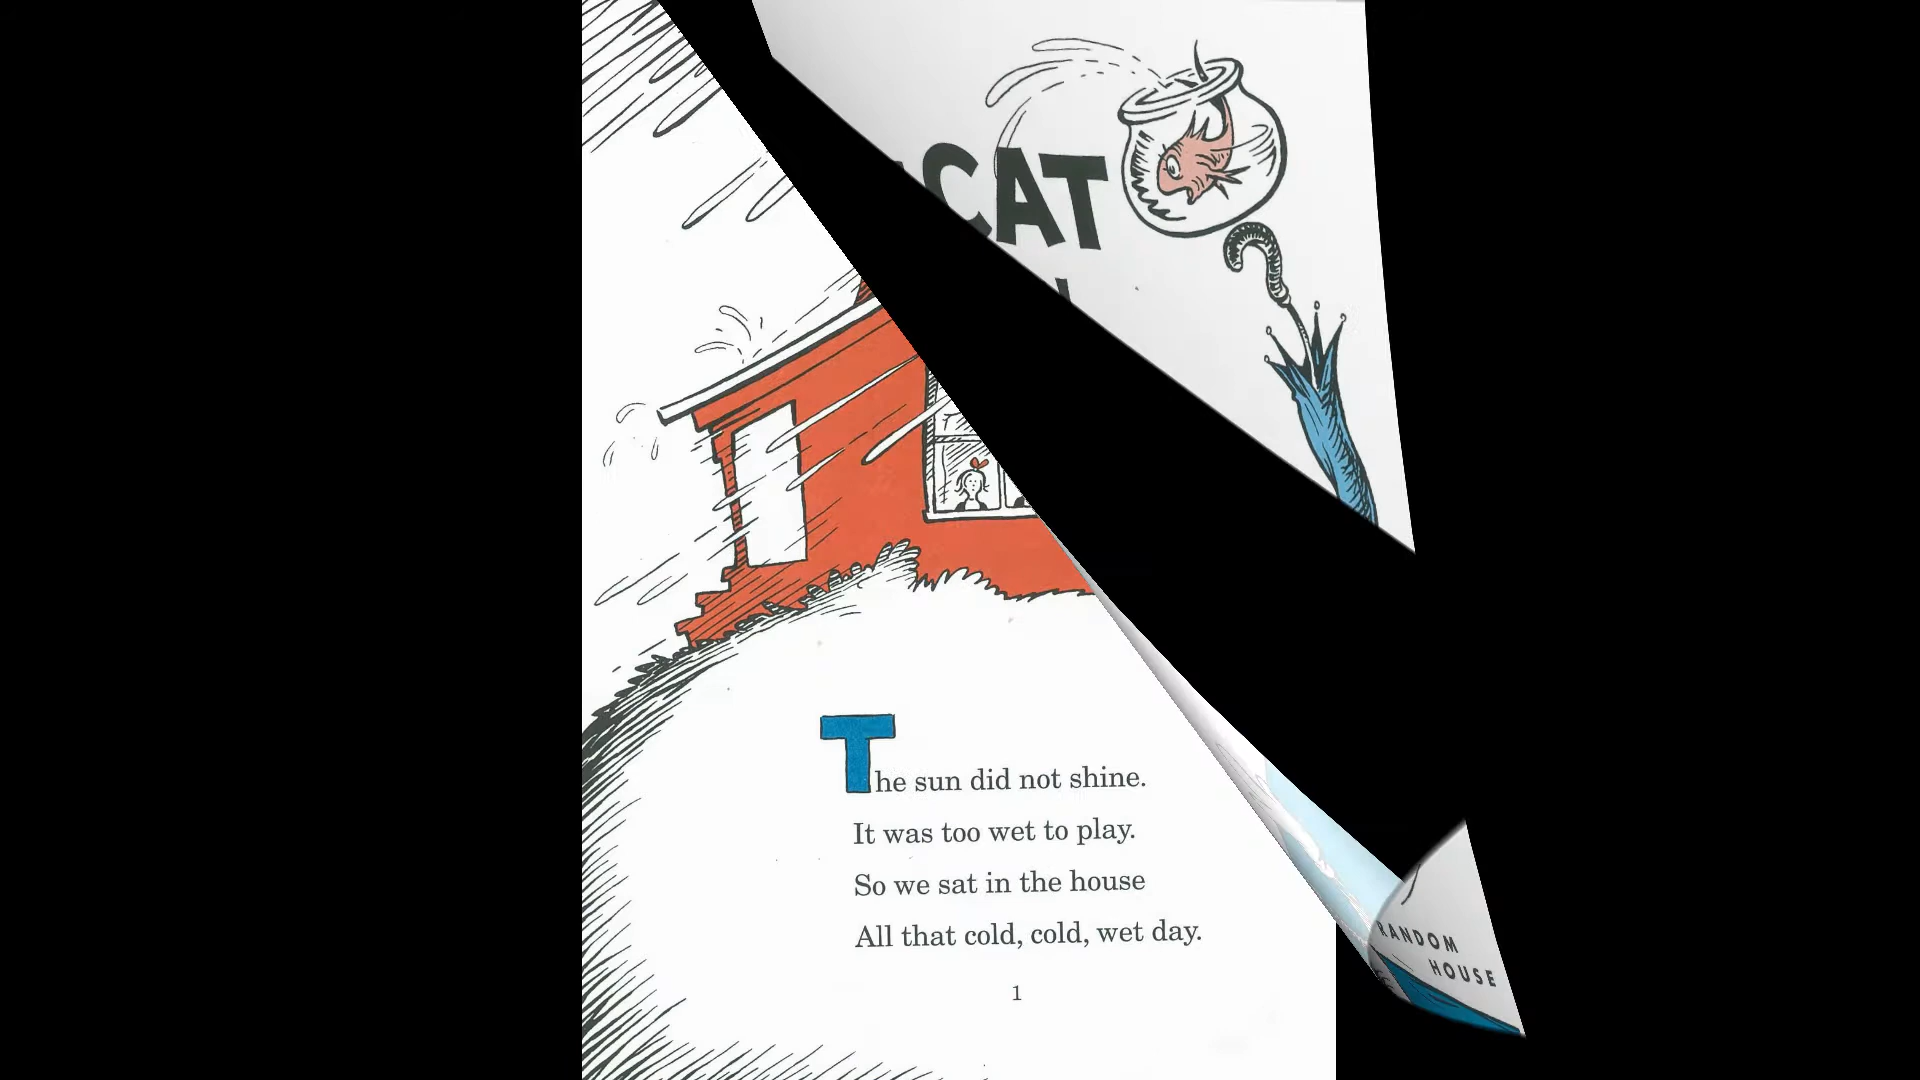 CAT
The sun did not shine.
It was too wet to play.
So we sat in the house
All that cold, cold, wet day.
1
RANDOM
HOUSE